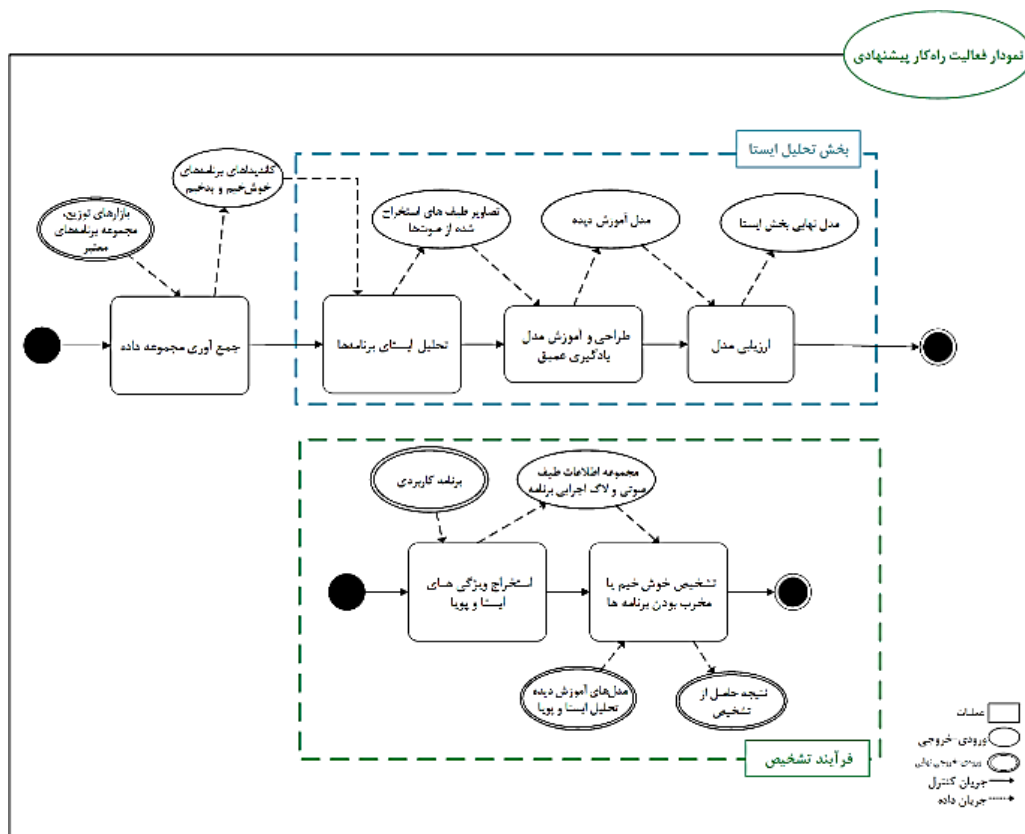 نمودار فعالیت راه‌کار پیشنهادی
بخش تحلیل ایستا
کاندیدهای برنامه‌های
خوش‌خیم و بدخیم
بازارهای توزیع،
مجموعه برنامه‌های
معتبر
تصاویر طیف های استخراج
شده از صوت‌ها
مدل آموزش دیده
مدل نهایی بخش ایستا
جمع آوری مجموعه داده
تحلیل ایستای برنامه‌ها
طراحی و آموزش مدل
یادگیری عمیق
ارزیابی مدل
برنامه کاربردی
مجموعه اطلاعات طیف
صوتی و لاگ اجرایی برنامه
استخراج ویژگی های
ایستا و پویا
تشخیص خوش خیم یا
مخرب بودن برنامه ها
مدل‌های آموزش دیده
تحلیل ایستا و پویا
نتیجه حاصل از
تشخیص
فرآیند تشخیص
عملیات
ورودی-خروجی
جریان کنترل
جریان داده